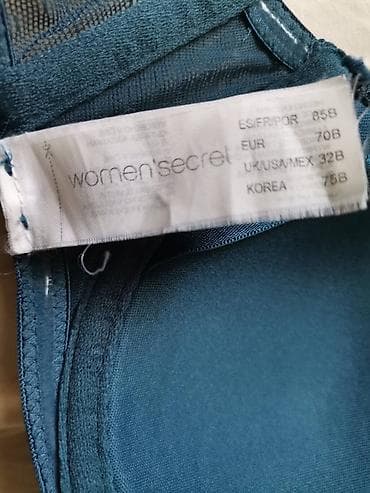 women'secret
ES/FR/POR 85B
EUR 70B
UK/USA/MEX 32B
KOREA 75B